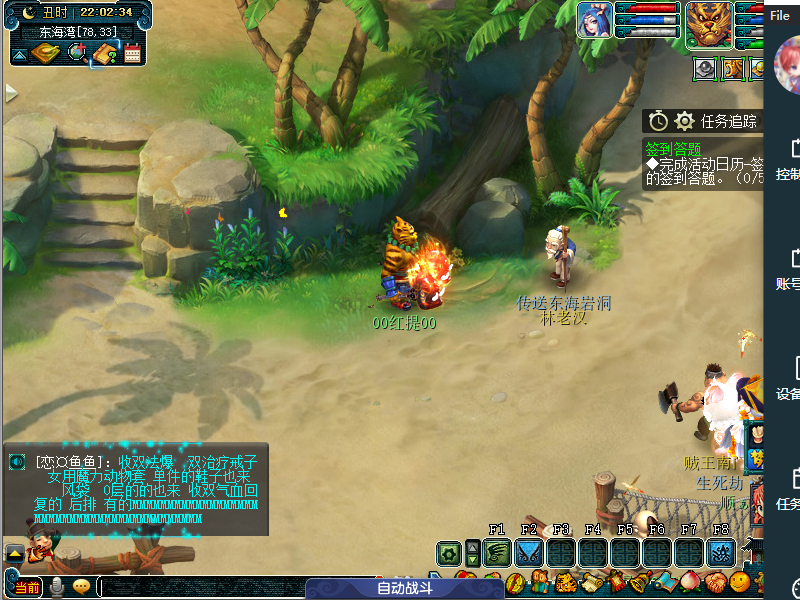 丑时 22:02:34
File
东海湾[78,33]
任务追踪
签到答题
◆完成活动日历-签
的签到答题。（0/5
控制
账号
设备
任务
传送东海岩洞
林老汉
00红提00
贼王南
生死劫
顺
[恋¤鱼鱼]：收双法爆 双治疗戒子
女用魔力动物套 单件的鞋子也来
风袋 0层的的也来 收双气血回
复的 后排 有的
F1 F2 F3 F4 F5 F6 F7 F8
当前
自动战斗